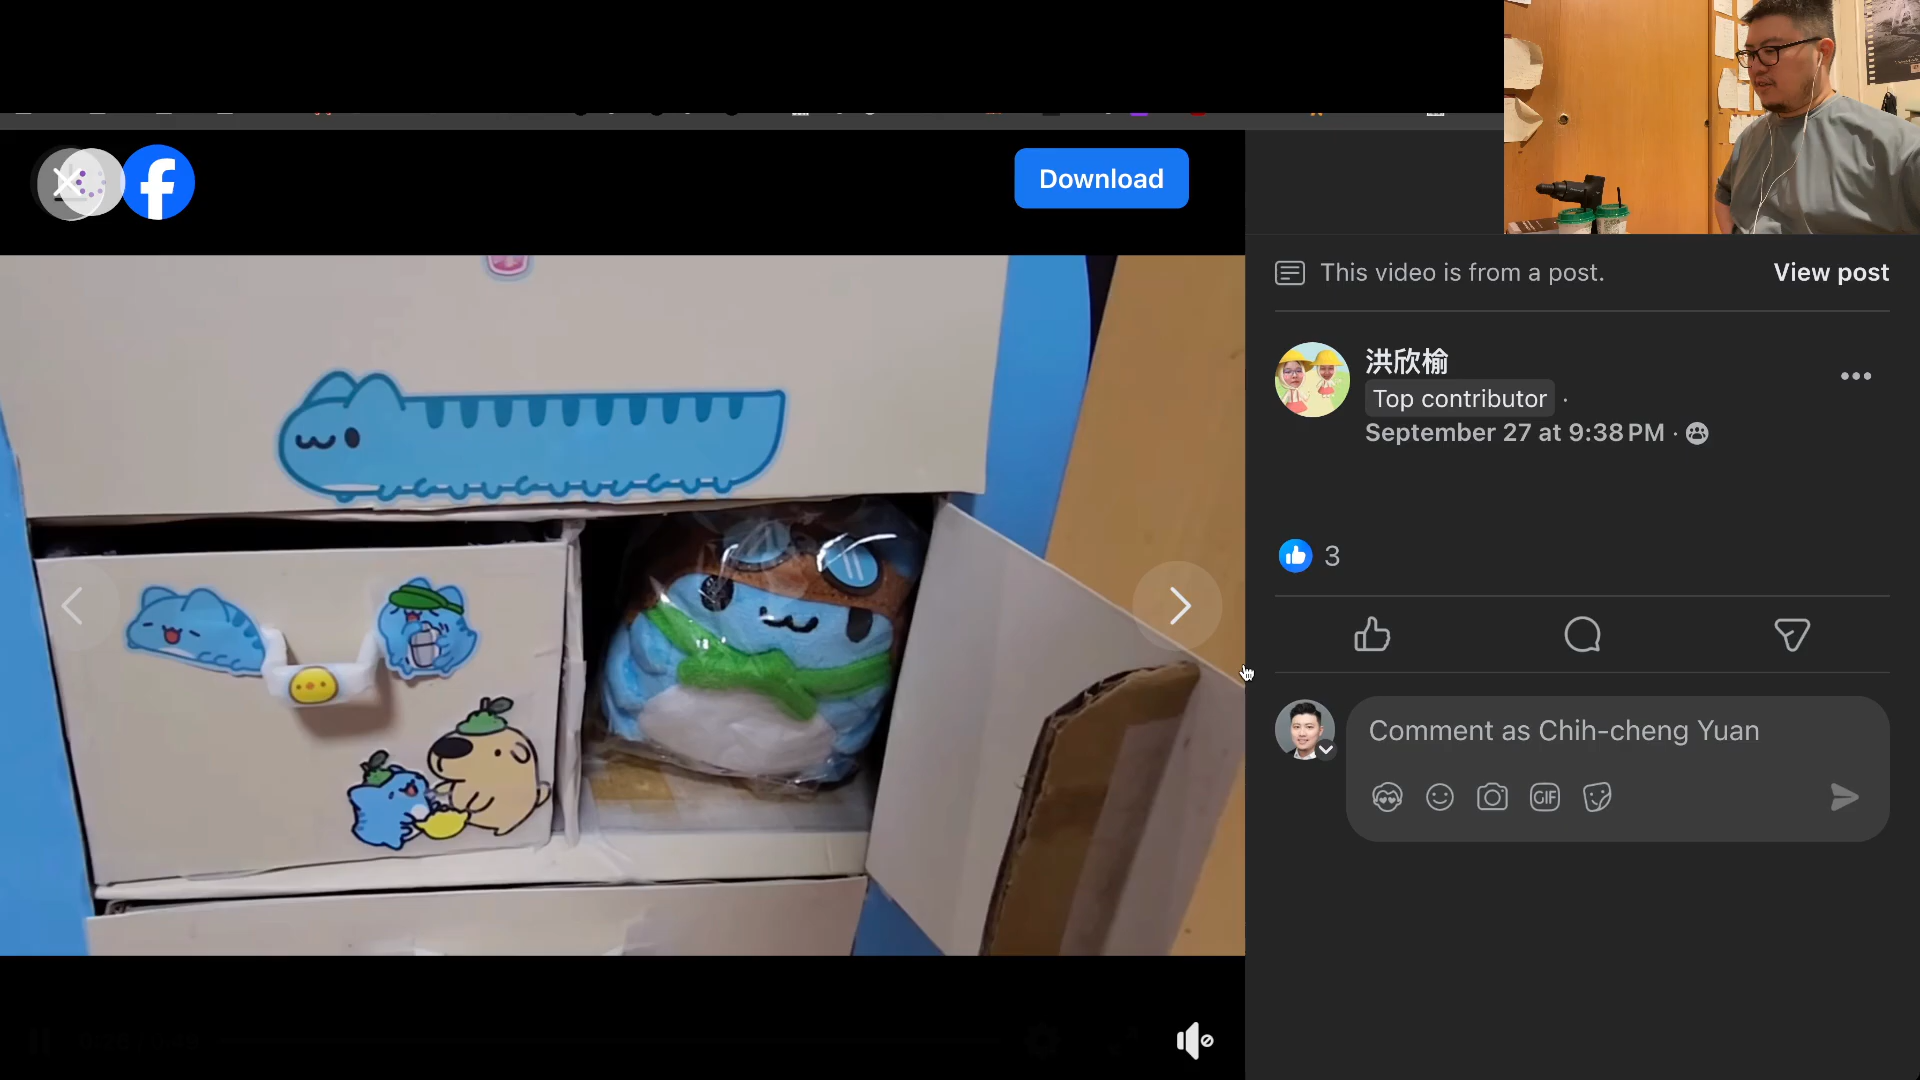 Download
This video is from a post.
View post
洪欣榆
Top contributor ·
September 27 at 9:38 PM ·
3
Comment as Chih-cheng Yuan
GIF